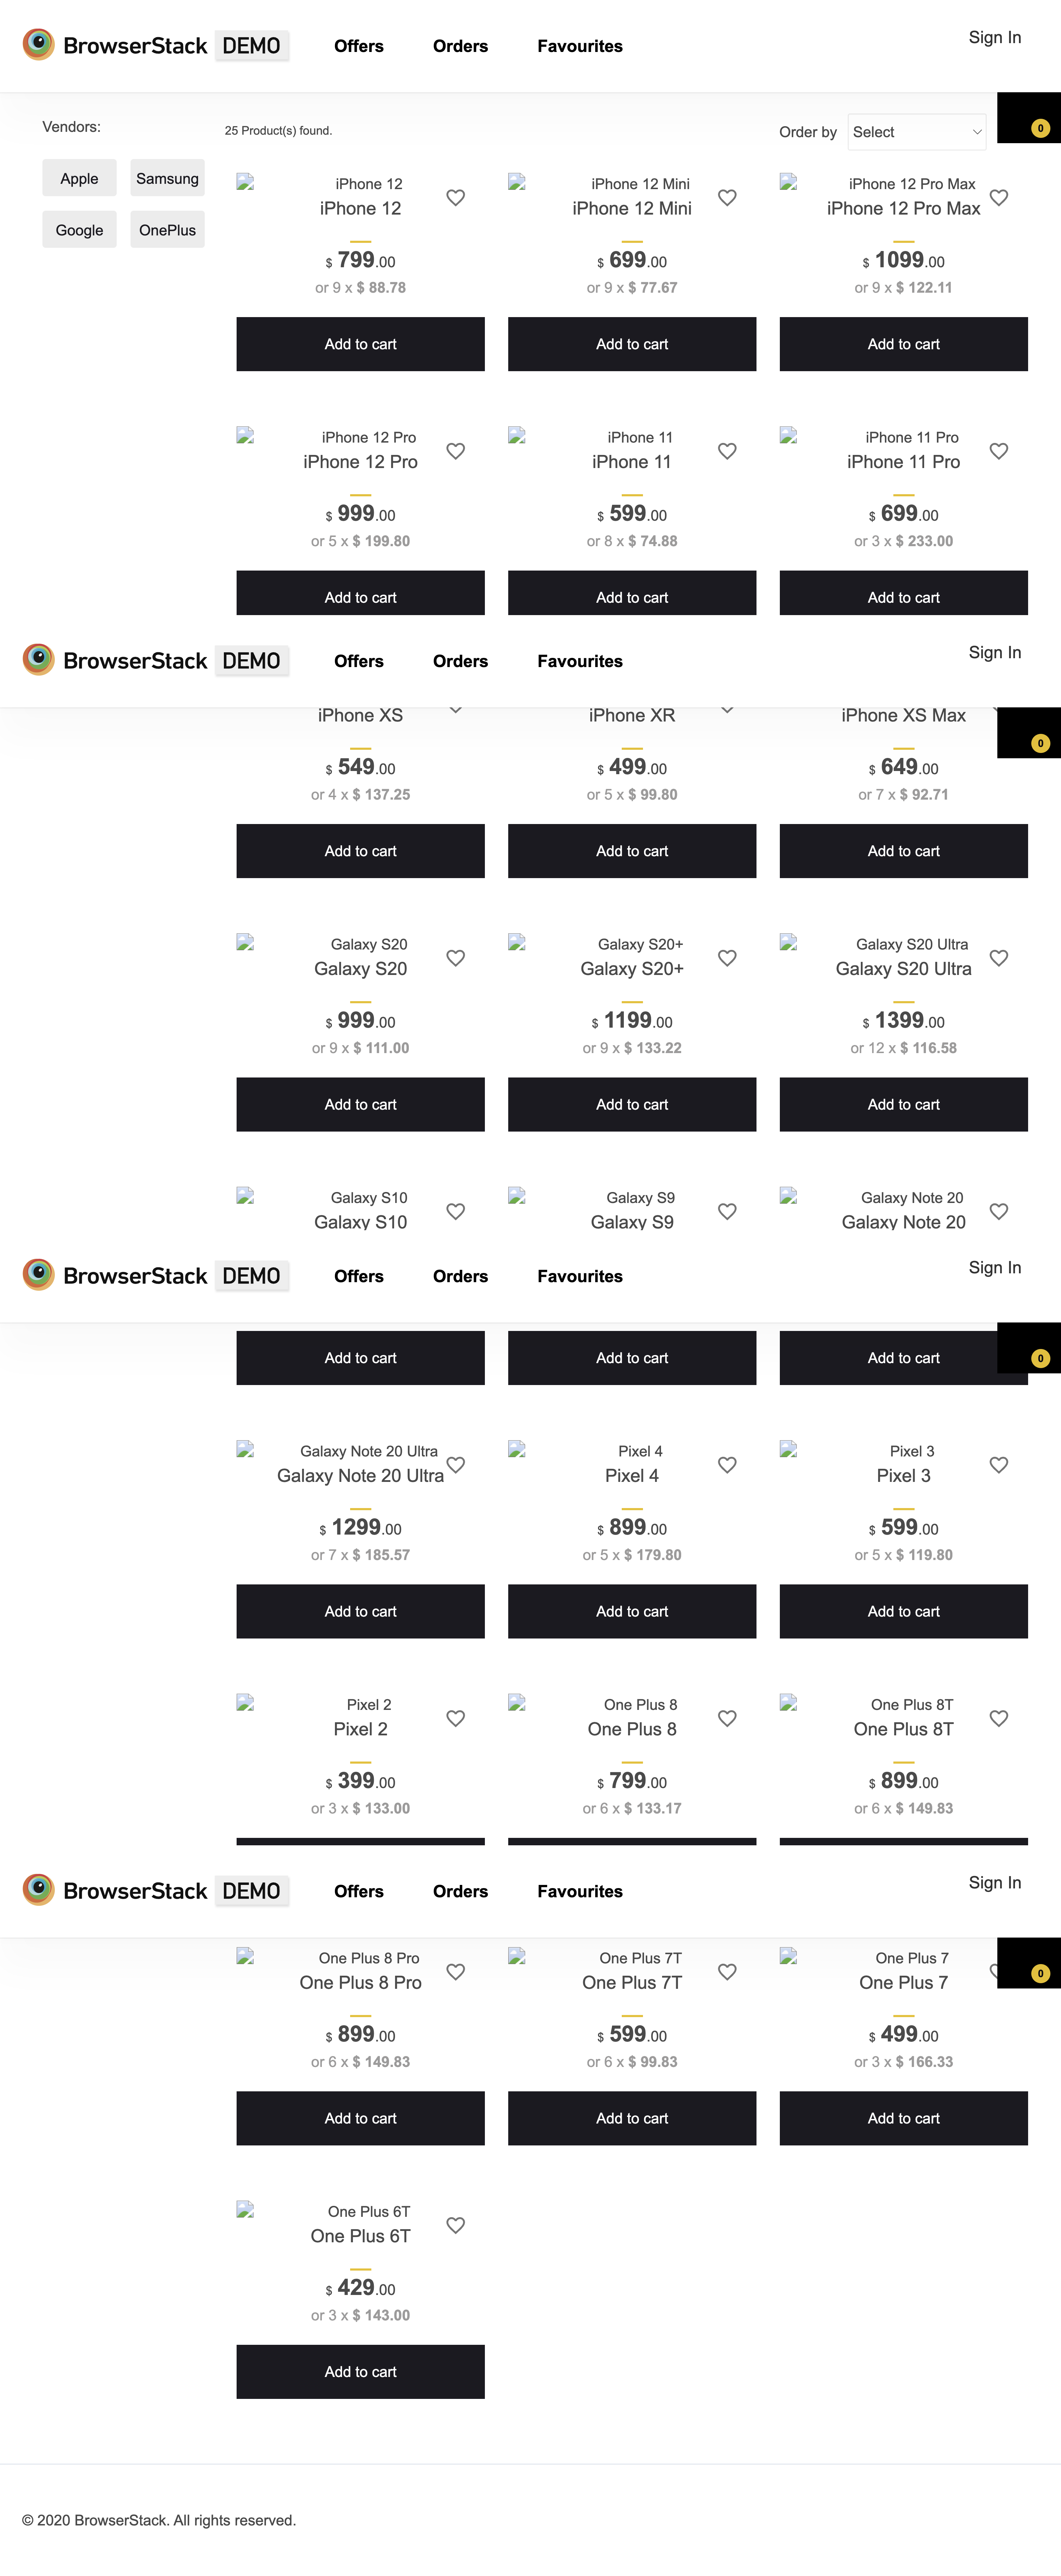 BrowserStack DEMO Offers Orders Favourites Sign In
0
Vendors:
Apple Samsung
Google OnePlus
25 Product(s) found.
Order by Select
iPhone 12 iPhone 12 Mini iPhone 12 Pro Max
iPhone 12 iPhone 12 Mini iPhone 12 Pro Max
$ 799.00 $ 699.00 $ 1099.00
or 9 x $ 88.78 or 9 x $ 77.67 or 9 x $ 122.11
Add to cart Add to cart Add to cart
iPhone 12 Pro iPhone 11 iPhone 11 Pro
iPhone 12 Pro iPhone 11 iPhone 11 Pro
$ 999.00 $ 599.00 $ 699.00
or 5 x $ 199.80 or 8 x $ 74.88 or 3 x $ 233.00
Add to cart Add to cart Add to cart
BrowserStack DEMO Offers Orders Favourites Sign In
0
iPhone XS iPhone XR iPhone XS Max
$ 549.00 $ 499.00 $ 649.00
or 4 x $ 137.25 or 5 x $ 99.80 or 7 x $ 92.71
Add to cart Add to cart Add to cart
Galaxy S20 Galaxy S20+ Galaxy S20 Ultra
Galaxy S20 Galaxy S20+ Galaxy S20 Ultra
$ 999.00 $ 1199.00 $ 1399.00
or 9 x $ 111.00 or 9 x $ 133.22 or 12 x $ 116.58
Add to cart Add to cart Add to cart
Galaxy S10 Galaxy S9 Galaxy Note 20
Galaxy S10 Galaxy S9 Galaxy Note 20
BrowserStack DEMO Offers Orders Favourites Sign In
0
Add to cart Add to cart Add to cart
Galaxy Note 20 Ultra Pixel 4 Pixel 3
Galaxy Note 20 Ultra Pixel 4 Pixel 3
$ 1299.00 $ 899.00 $ 599.00
or 7 x $ 185.57 or 5 x $ 179.80 or 5 x $ 119.80
Add to cart Add to cart Add to cart
Pixel 2 One Plus 8 One Plus 8T
Pixel 2 One Plus 8 One Plus 8T
$ 399.00 $ 799.00 $ 899.00
or 3 x $ 133.00 or 6 x $ 133.17 or 6 x $ 149.83
BrowserStack DEMO Offers Orders Favourites Sign In
0
One Plus 8 Pro One Plus 7T One Plus 7
One Plus 8 Pro One Plus 7T One Plus 7
$ 899.00 $ 599.00 $ 499.00
or 6 x $ 149.83 or 6 x $ 99.83 or 3 x $ 166.33
Add to cart Add to cart Add to cart
One Plus 6T
One Plus 6T
$ 429.00
or 3 x $ 143.00
Add to cart
© 2020 BrowserStack. All rights reserved.